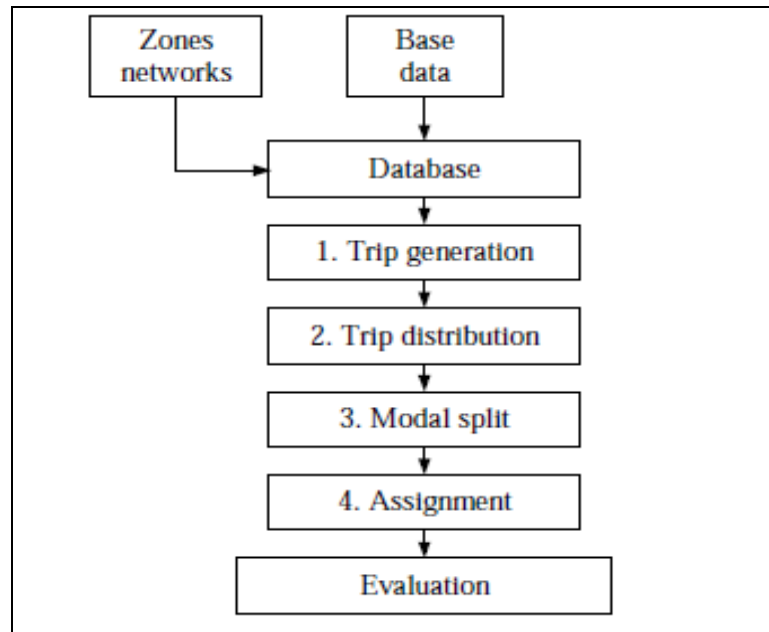 Zones
networks
Base
data
Database
1. Trip generation
2. Trip distribution
3. Modal split
4. Assignment
Evaluation